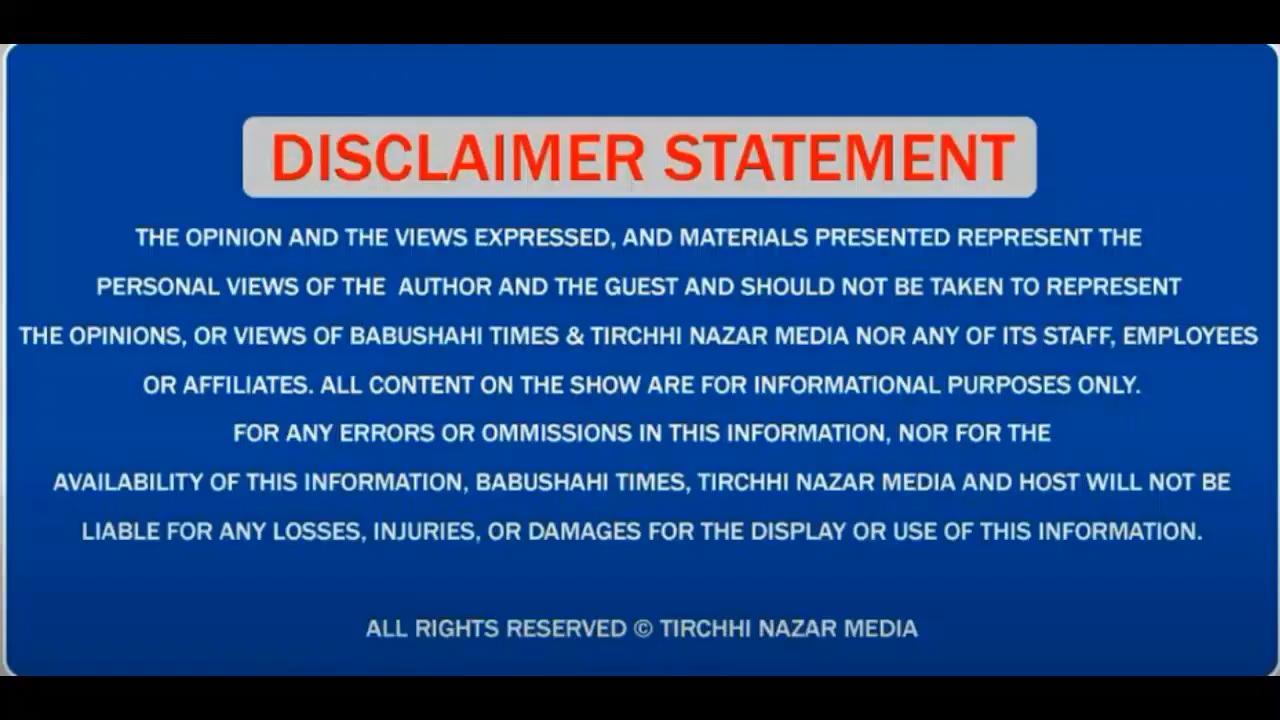 DISCLAIMER STATEMENT
THE OPINION AND THE VIEWS EXPRESSED, AND MATERIALS PRESENTED REPRESENT THE
PERSONAL VIEWS OF THE AUTHOR AND THE GUEST AND SHOULD NOT BE TAKEN TO REPRESENT
THE OPINIONS, OR VIEWS OF BABUSHAHI TIMES & TIRCHHI NAZAR MEDIA NOR ANY OF ITS STAFF, EMPLOYEES
OR AFFILIATES. ALL CONTENT ON THE SHOW ARE FOR INFORMATIONAL PURPOSES ONLY.
FOR ANY ERRORS OR OMMISSIONS IN THIS INFORMATION, NOR FOR THE
AVAILABILITY OF THIS INFORMATION, BABUSHAHI TIMES, TIRCHHI NAZAR MEDIA AND HOST WILL NOT BE
LIABLE FOR ANY LOSSES, INJURIES, OR DAMAGES FOR THE DISPLAY OR USE OF THIS INFORMATION.
ALL RIGHTS RESERVED © TIRCHHI NAZAR MEDIA